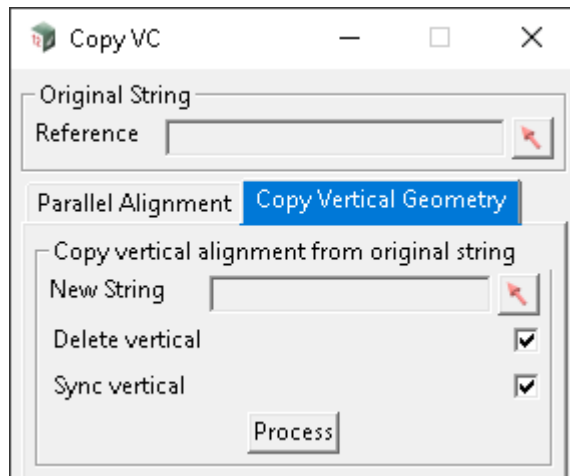 12
Copy VC
Original String
Reference
Parallel Alignment
Copy Vertical Geometry
Copy vertical alignment from original string
New String
Delete vertical
Sync vertical
Process